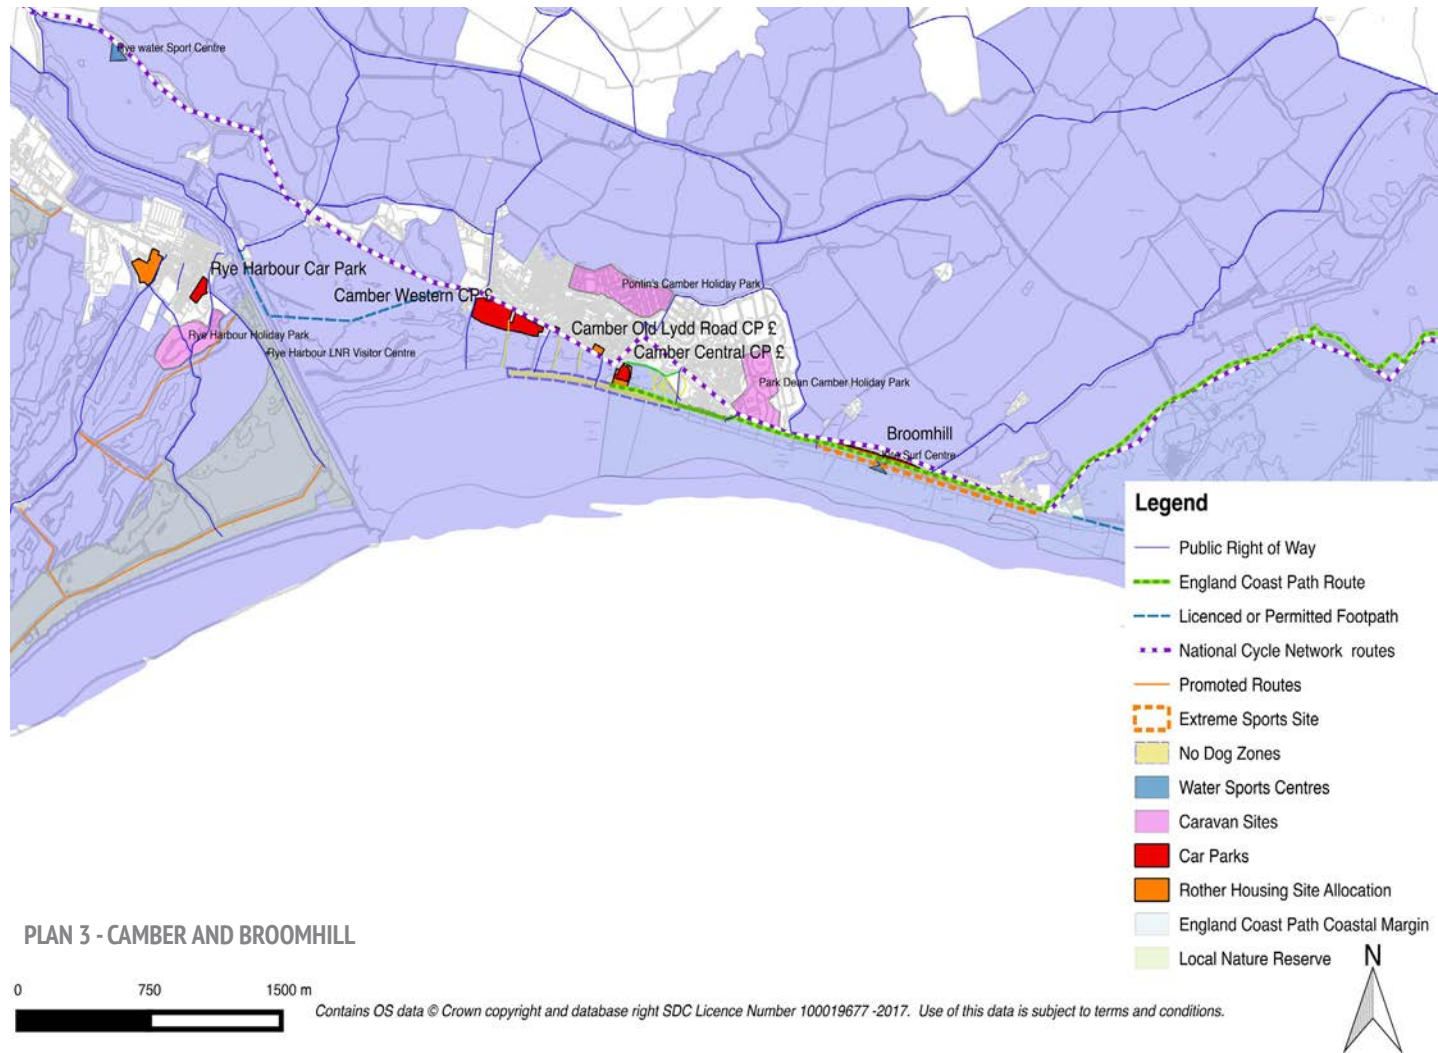 Rye water Sport Centre
Rye Harbour Car Park
Pontin's Camber Holiday Park
Camber Western CP £
Camber Old Lydd Road CP £
Rye Harbour Holiday Park
Rye Harbour LNR Visitor Centre
Camber Central CP £
Park Dean Camber Holiday Park
Broomhill
Kite Surf Centre
Legend
Public Right of Way
England Coast Path Route
Licenced or Permitted Footpath
National Cycle Network routes
Promoted Routes
Extreme Sports Site
No Dog Zones
Water Sports Centres
Caravan Sites
Car Parks
Rother Housing Site Allocation
England Coast Path Coastal Margin
Local Nature Reserve
N
PLAN 3 - CAMBER AND BROOMHILL
0 750 1500 m
Contains OS data © Crown copyright and database right SDC Licence Number 100019677 -2017. Use of this data is subject to terms and conditions.